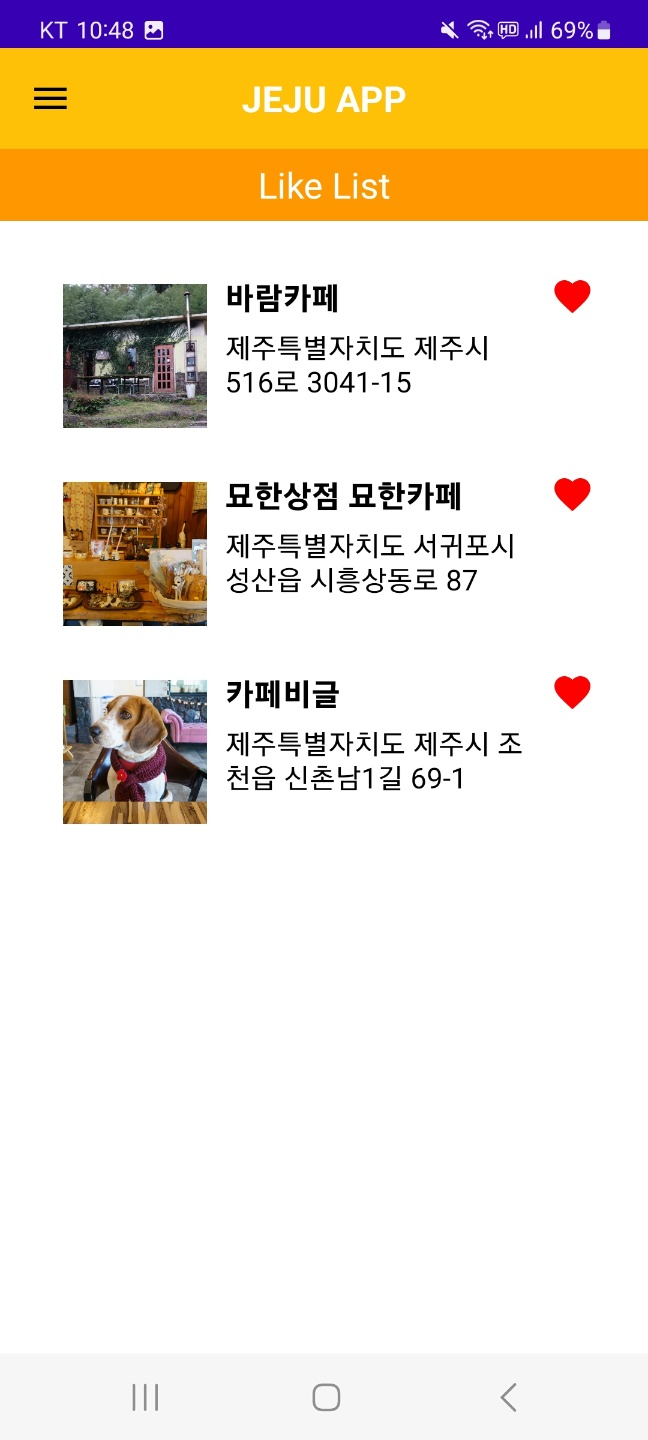 KT 10:48
HD 69%
JEJU APP
Like List
바람카페
제주특별자치도 제주시
516로 3041-15
묘한상점 묘한카페
제주특별자치도 서귀포시
성산읍 시흥상동로 87
카페비글
제주특별자치도 제주시 조
천읍 신촌남1길 69-1